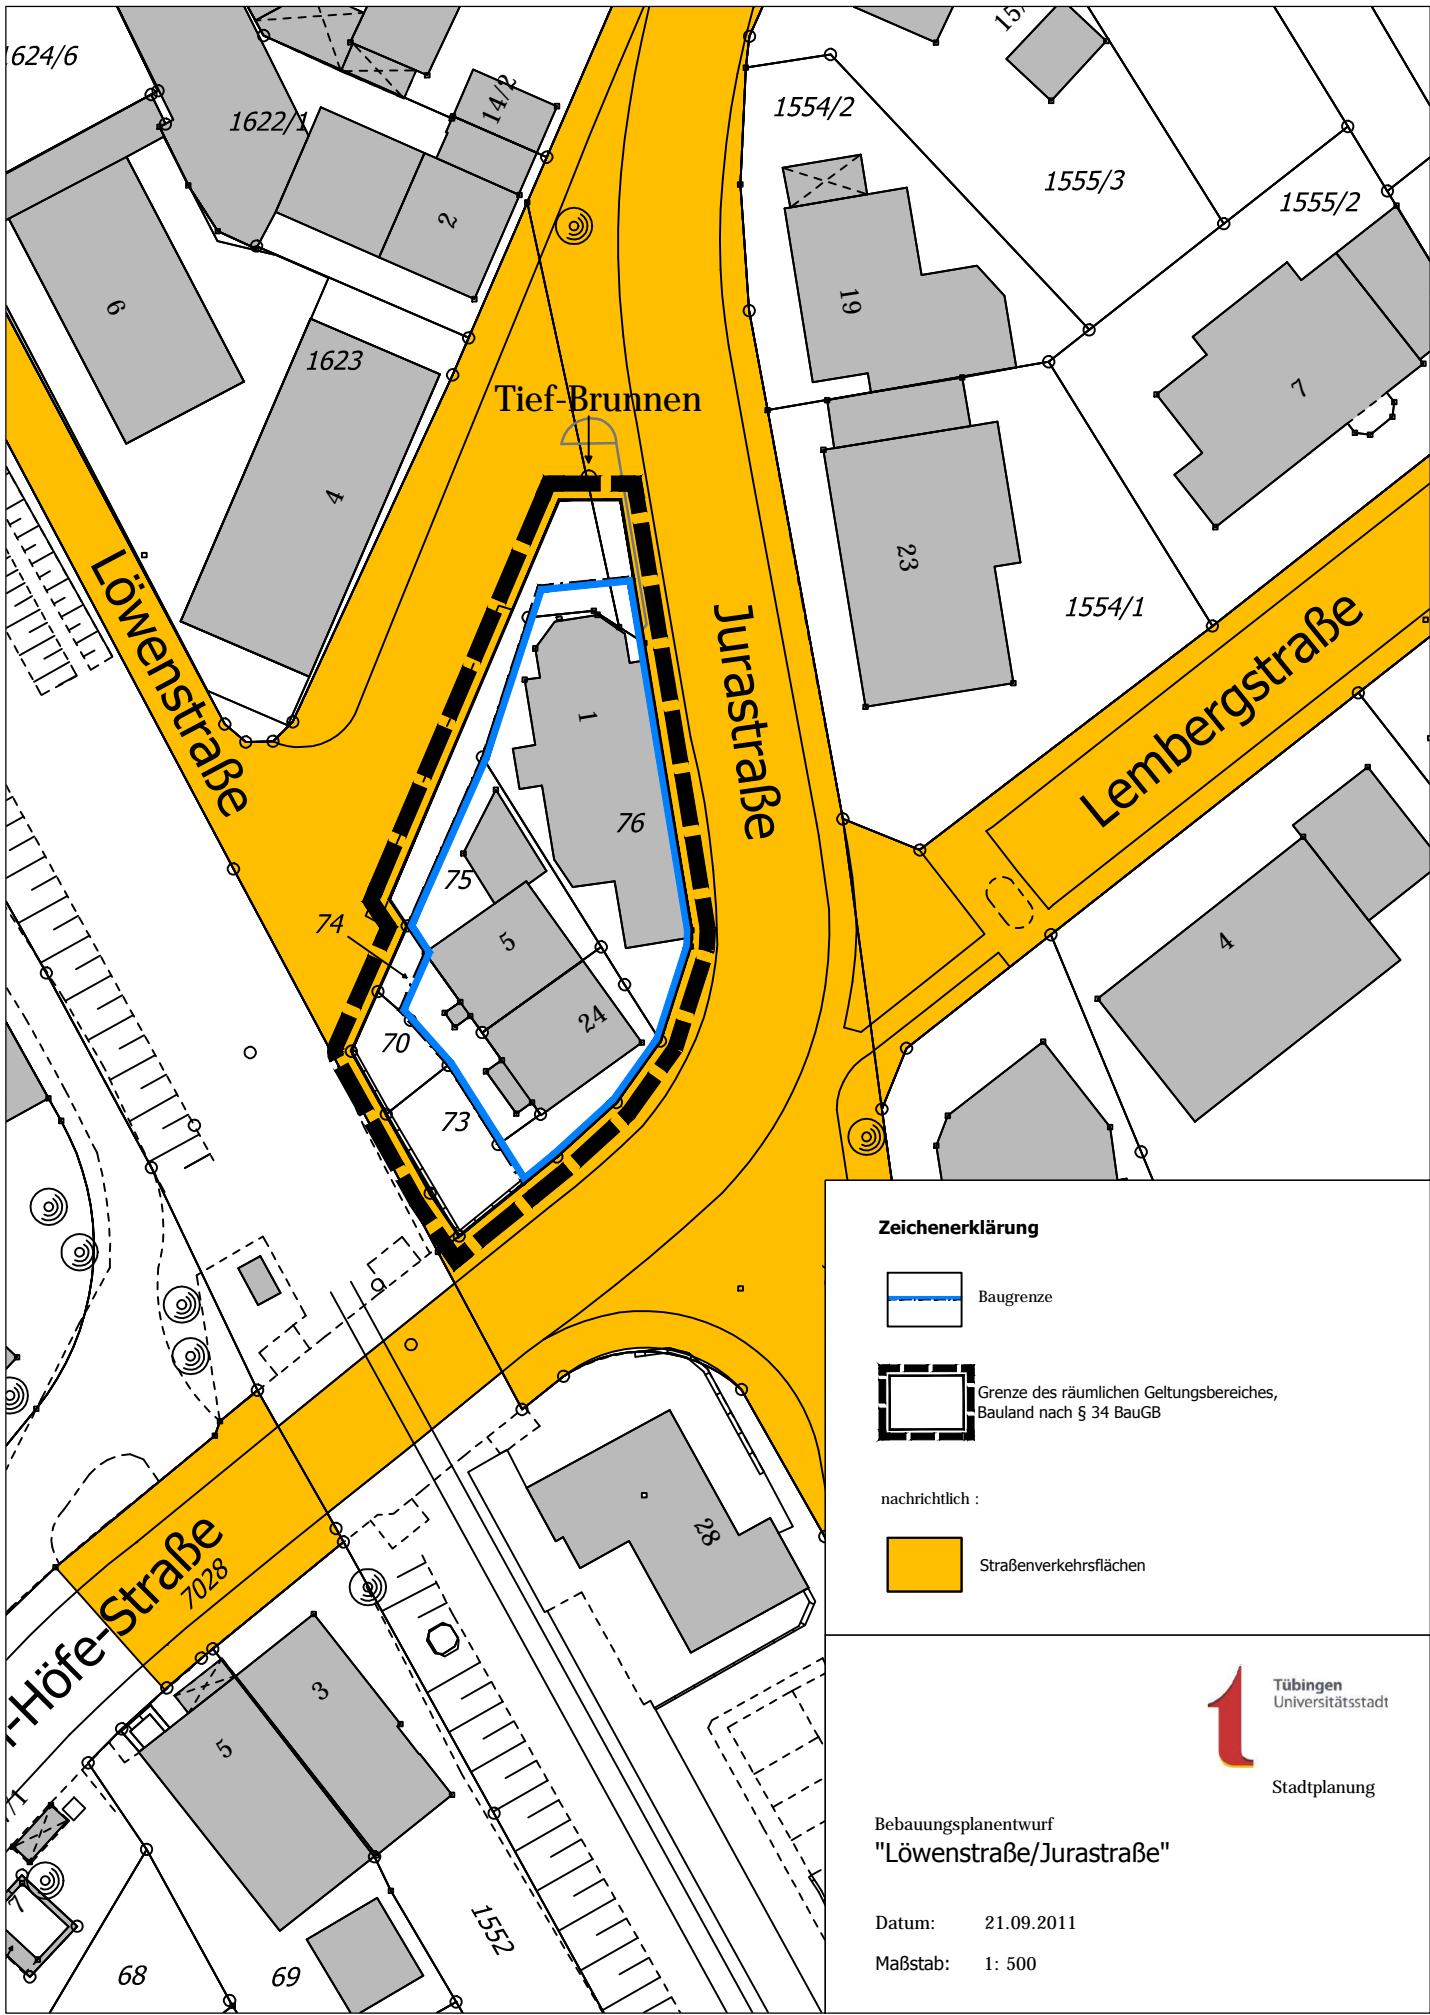 1624/6
1622/1
14/2
2
6
1623
4
15/
1554/2
1555/3
1555/2
19
7
23
1554/1
Tief-Brunnen
Löwenstraße
Jurastraße
Lembergstraße
1
76
75
74
5
24
70
73
4
28
-Höfe-Straße
7028
3
5
7
68
69
1552
Zeichenerklärung
Baugrenze
Grenze des räumlichen Geltungsbereiches,
Bauland nach § 34 BauGB
nachrichtlich :
Straßenverkehrsflächen
Tübingen
Universitätsstadt
Stadtplanung
Bebauungsplanentwurf
"Löwenstraße/Jurastraße"
Datum: 21.09.2011
Maßstab: 1: 500